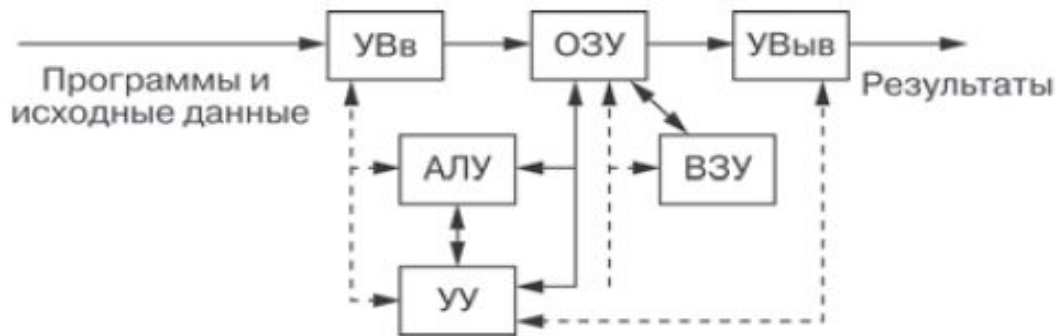 УВв
ОЗУ
УВыв
Программы и
исходные данные
Результаты
АЛУ
ВЗУ
УУ